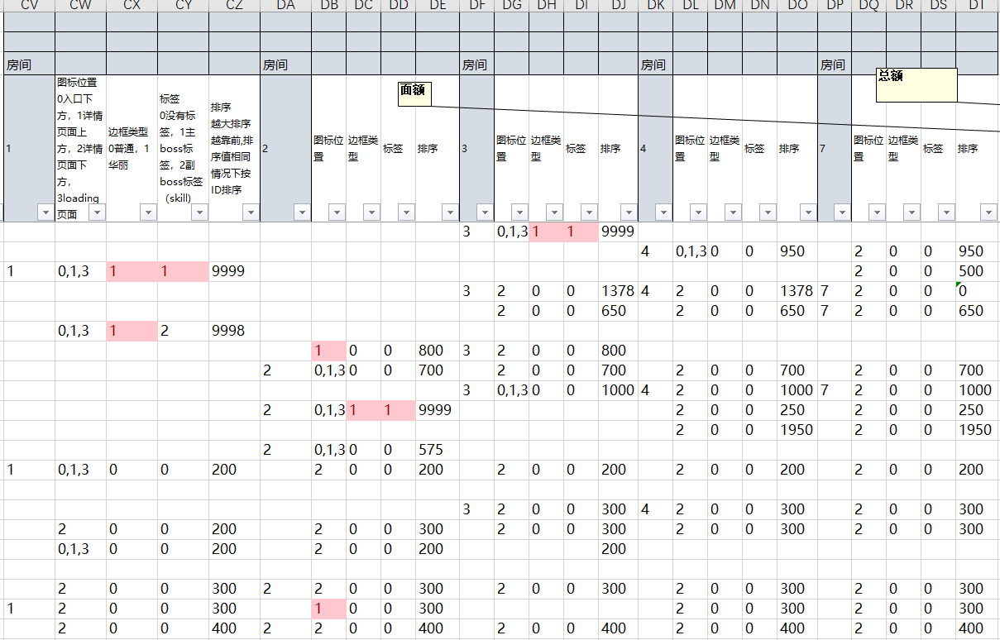 CV CW CX CY CZ DA DB DC DD DE DF DG DH DI DJ DK DL DM DN DO DP DQ DR DS DT
房间 房间 房间 房间 房间
1
图标位置
0入口下
方，1详情
页面上
方，2详情
页面下
方，
3loading
页面
边框类型
0普通，1
华丽
标签
0没有标
签，1主
boss标
签，2副
boss标签
（skill）
排序
越大排序
越靠前,排
序值相同
情况下按
ID排序
2
图标位
置
边框类
型
标签
排序
面额
3
图标位
置
边框类
型
标签
排序
4
图标位
置
边框类
型
标签
排序
7
图标位
置
边框类
型
标签
排序
总额
3 0,1,3 1 1 9999
4 0,1,3 0 0 950 2 0 0 950
1 0,1,3 1 1 9999 2 0 0 500
3 2 0 0 1378 4 2 0 0 1378 7 2 0 0 0
2 0 0 650 2 0 0 650 7 2 0 0 650
0,1,3 1 2 9998
1 0 0 800 3 2 0 0 800
2 0,1,3 0 0 700 2 0 0 700 2 0 0 700 2 0 0 700
3 0,1,3 0 0 1000 4 2 0 0 1000 7 2 0 0 1000
2 0,1,3 1 1 9999 2 0 0 250 2 0 0 250
2 0 0 1950 2 0 0 1950
2 0,1,3 0 0 575
1 0,1,3 0 0 200 2 0 0 200 2 0 0 200 2 0 0 200 2 0 0 200
3 2 0 0 300 4 2 0 0 300 2 0 0 300
2 0 0 200 2 0 0 300 2 0 0 300 2 0 0 300 2 0 0 300
0,1,3 0 0 200 2 0 0 200 200
2 0 0 300 2 2 0 0 300 2 0 0 300 2 0 0 300 2 0 0 300
1 2 0 0 300 1 0 0 300 2 0 0 300 2 0 0 300
2 0 0 400 2 2 0 0 400 2 0 0 400 2 0 0 400 2 0 0 400